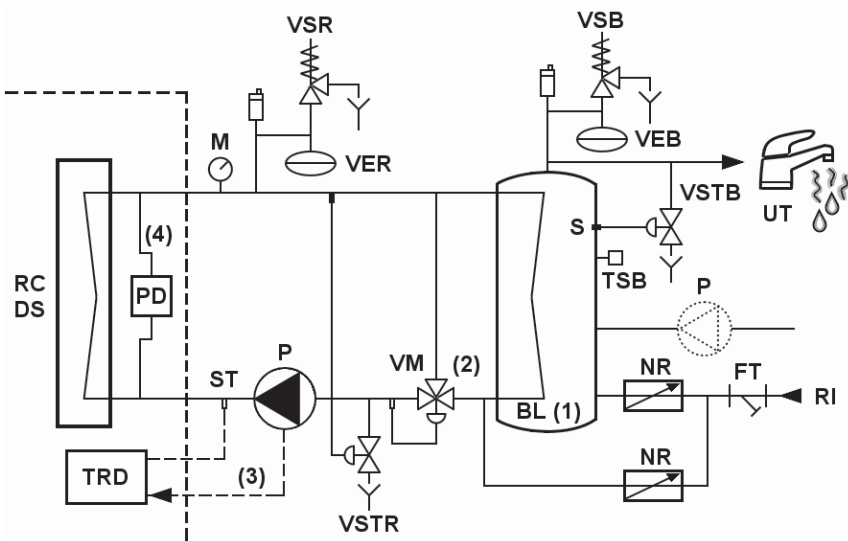 VSR
VSB
M
VER
VEB
VSTB
UT
(4)
S
RC
DS
PD
TSB
P
ST
P
VM
(2)
NR
FT
BL (1)
RI
TRD
(3)
NR
VSTR